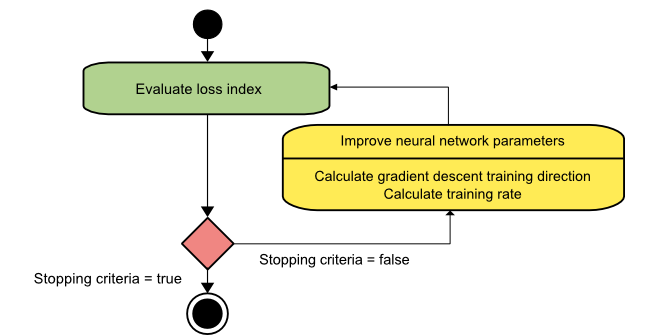 Evaluate loss index
Improve neural network parameters
Calculate gradient descent training direction
Calculate training rate
Stopping criteria = false
Stopping criteria = true